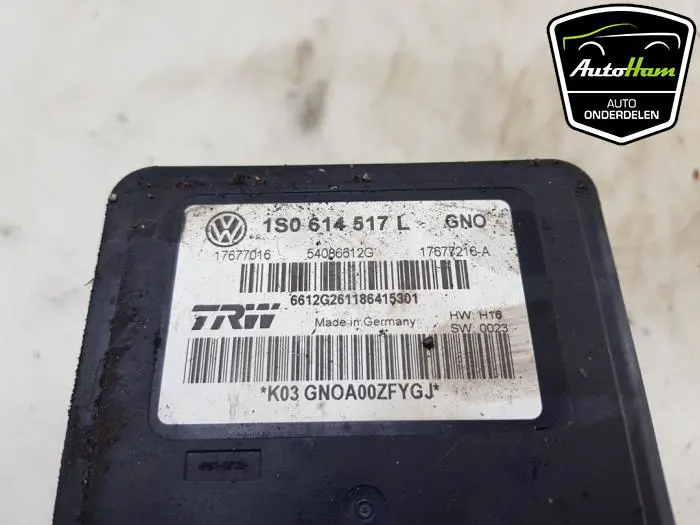 AutoHam
AUTO
ONDERDELEN
1S0 614 517 L GNO
17677016 54086612G 17677216-A
6612G261186415301
TRW Made in Germany HW. H16
SW. 0023
*K03 GNOA00ZFYGJ*